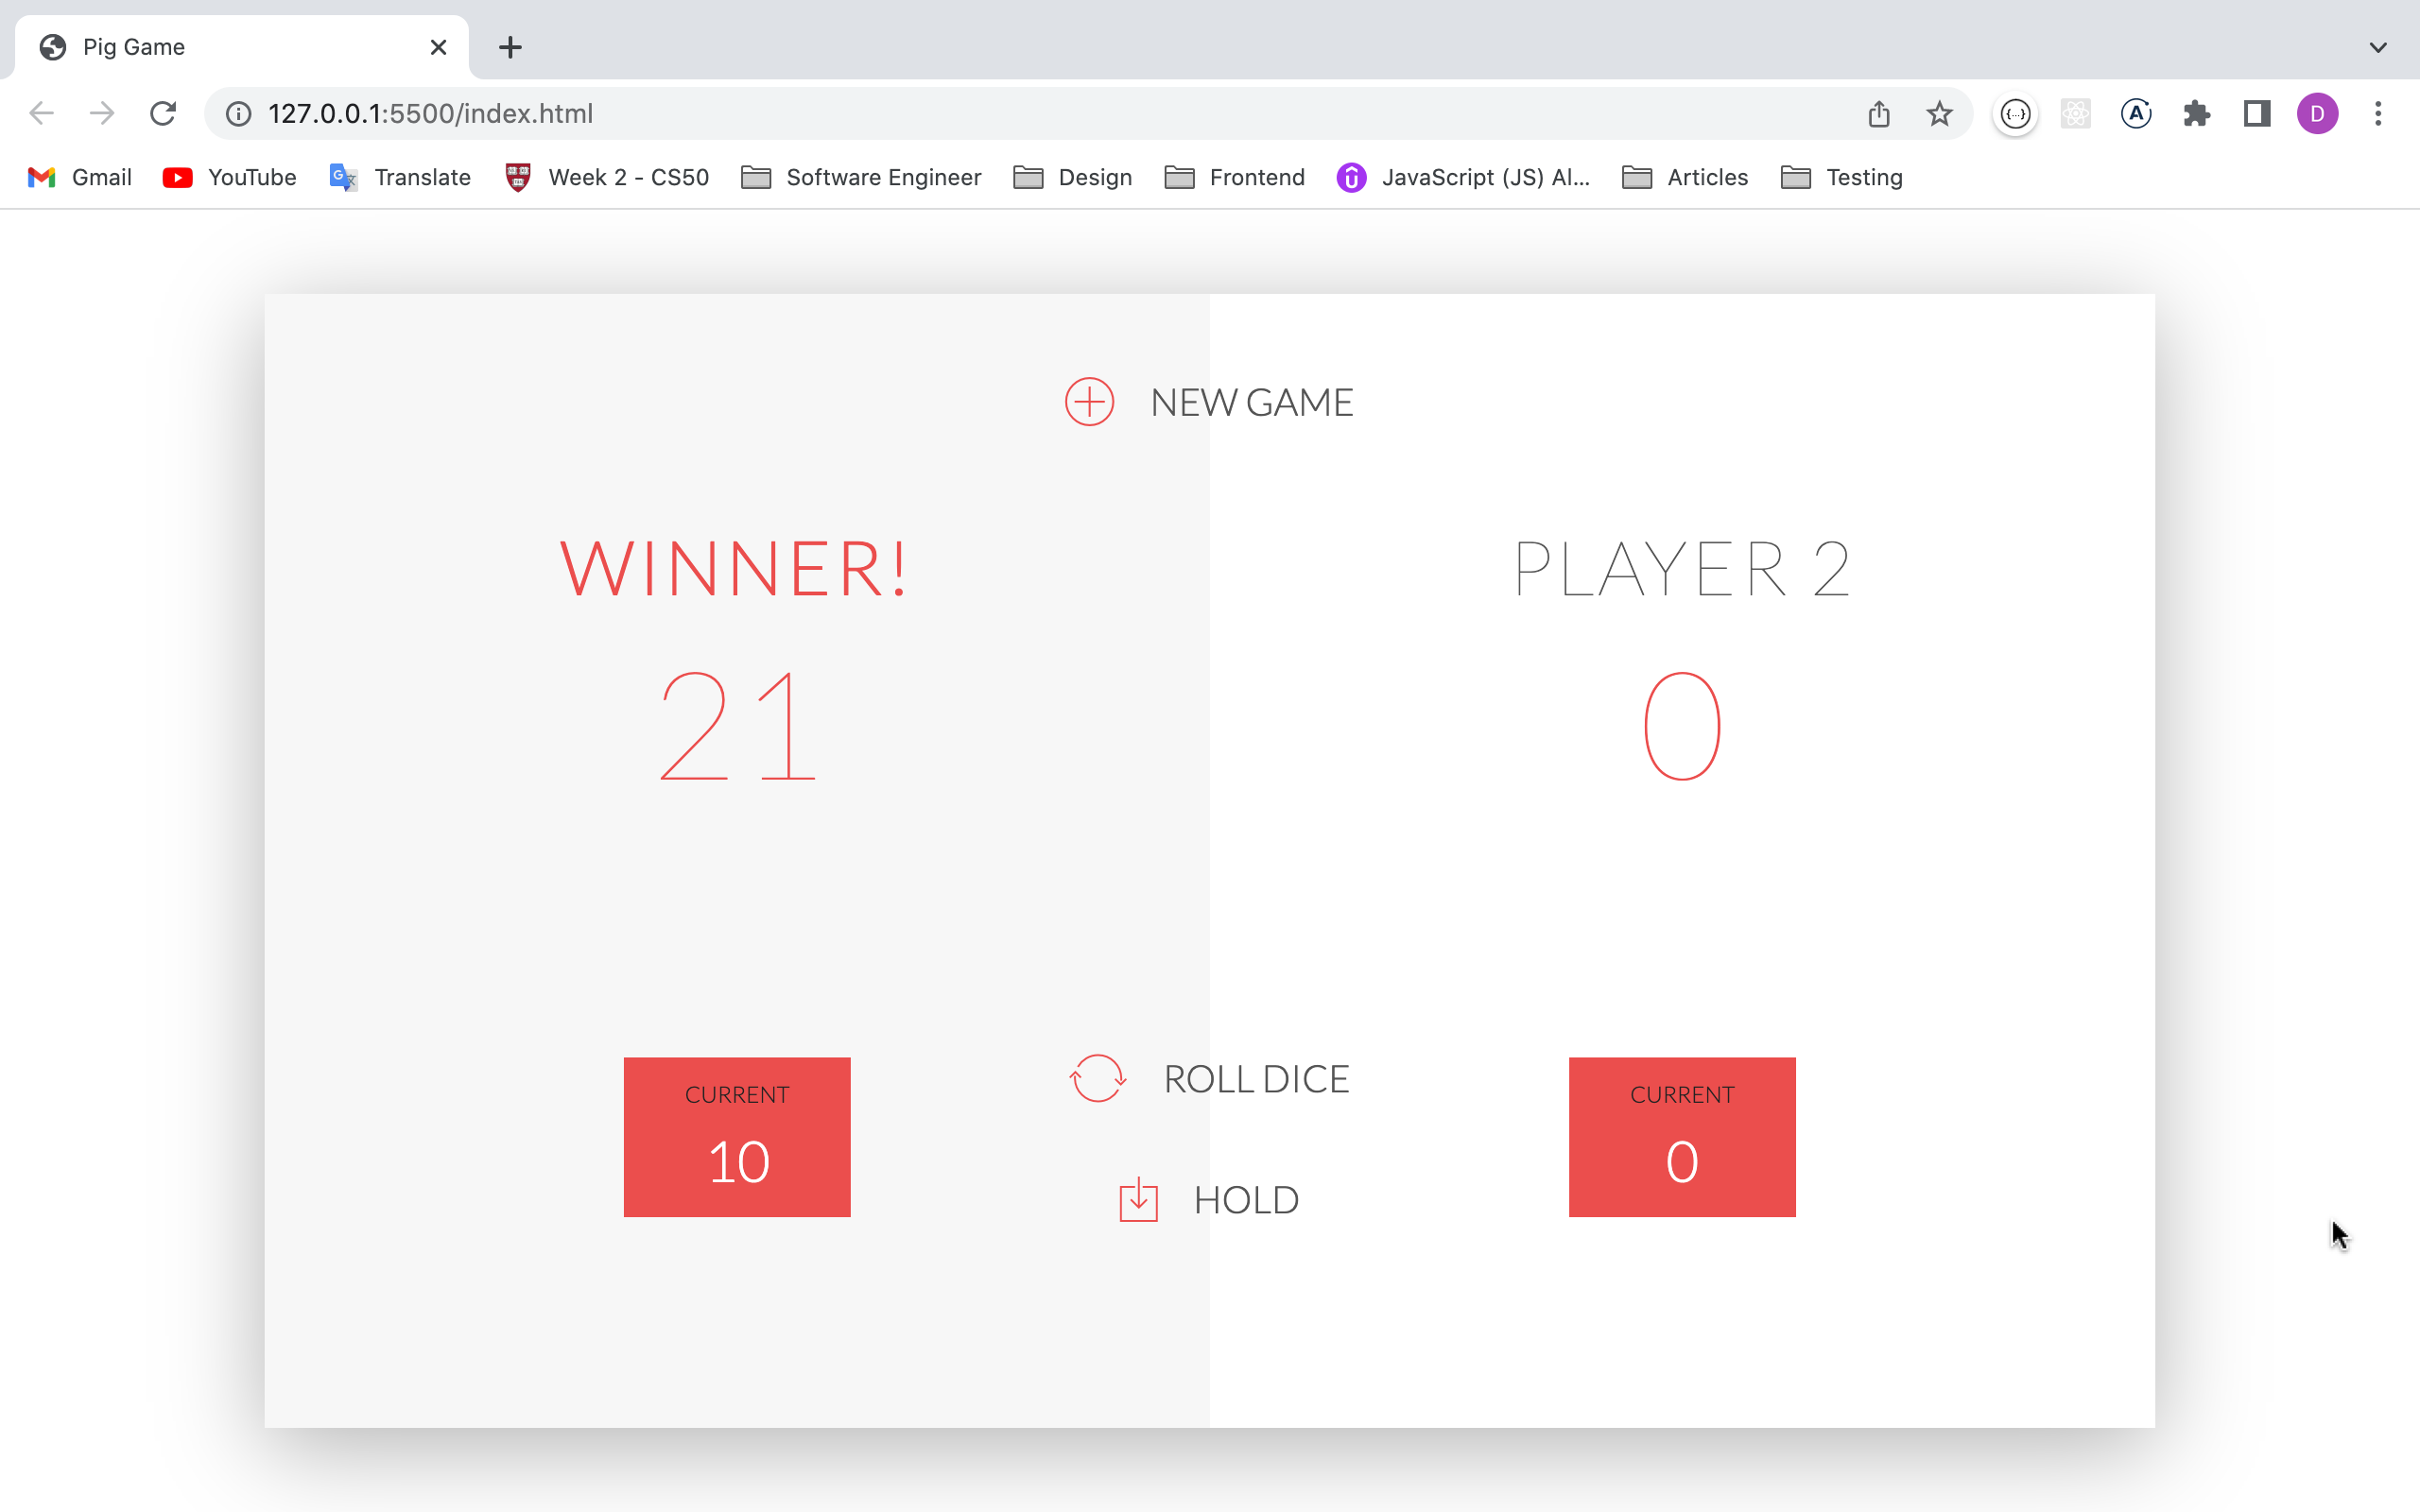 Pig Game
127.0.0.1:5500/index.html
D
Gmail YouTube Translate Week 2 - CS50 Software Engineer Design Frontend JavaScript (JS) Al... Articles Testing
NEW GAME
WINNER! PLAYER 2
21 0
CURRENT ROLL DICE CURRENT
10 0
HOLD